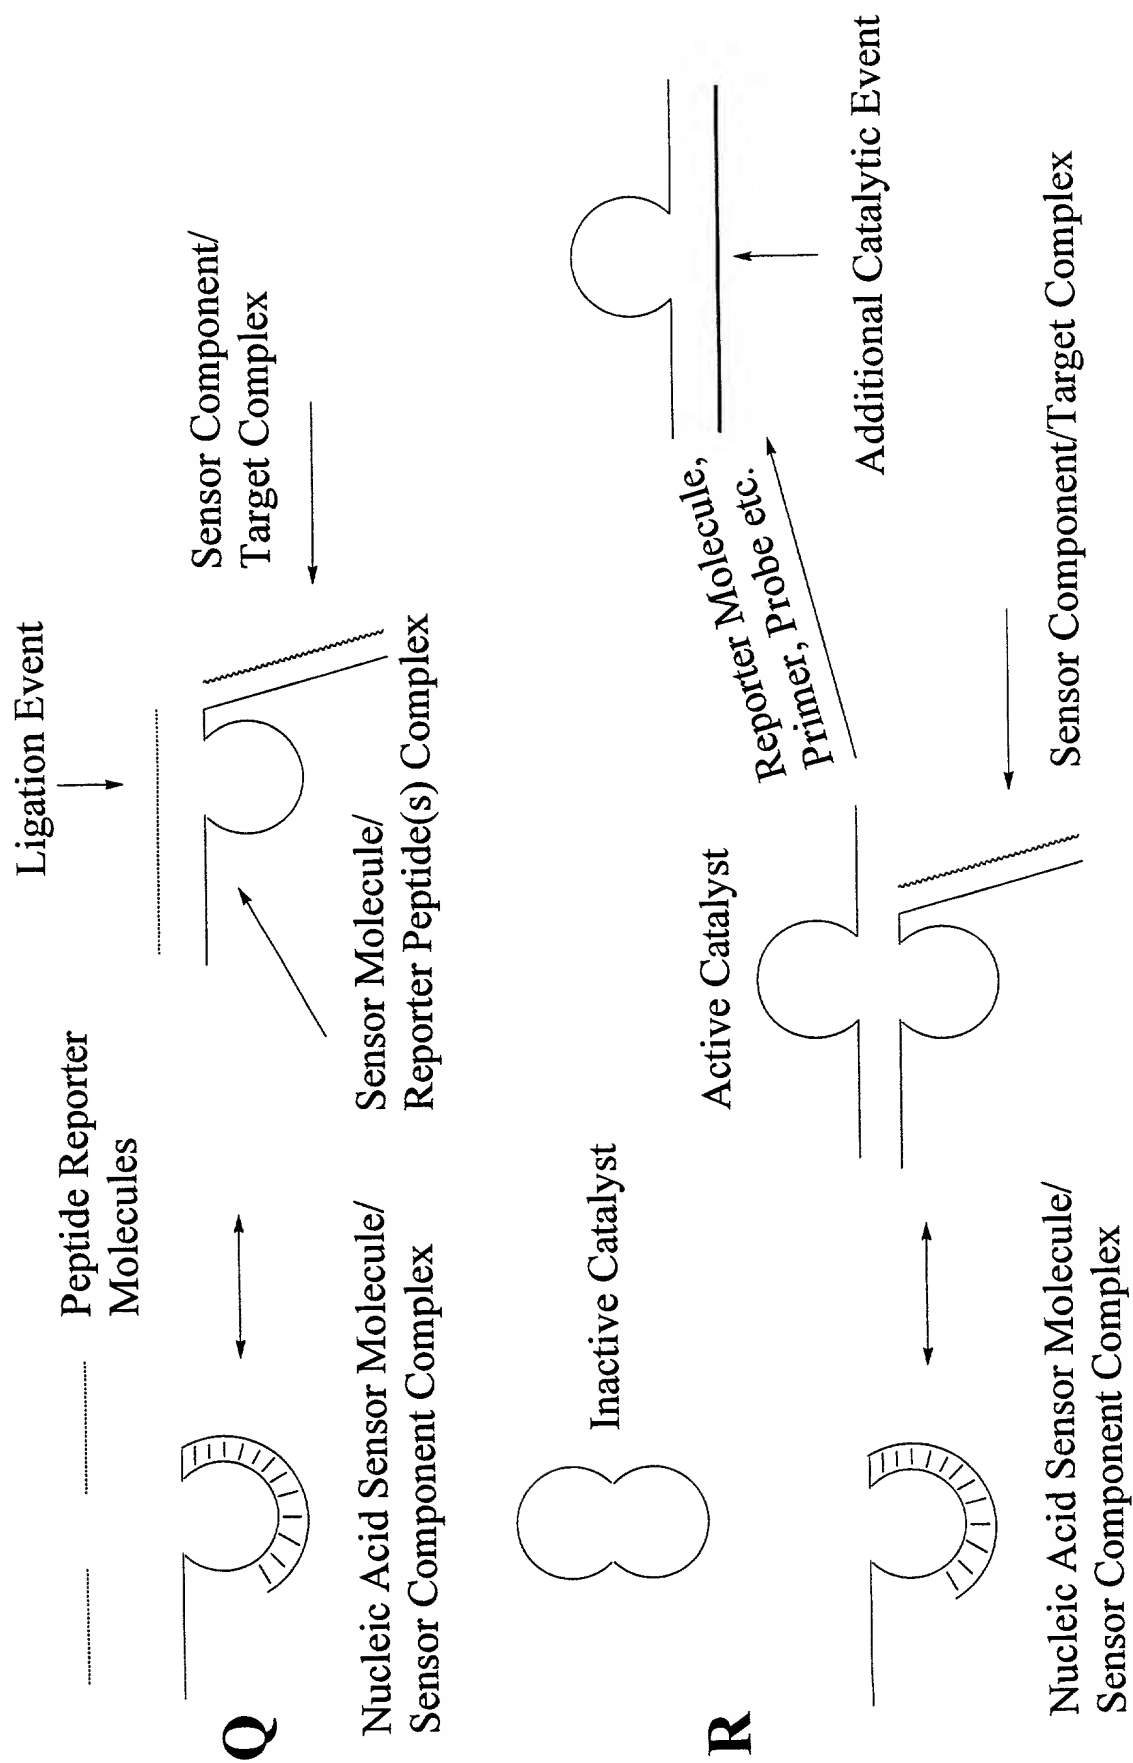 Q
Peptide Reporter
Molecules
Nucleic Acid Sensor Molecule/
Sensor Component Complex
Ligation Event
Sensor Molecule/
Reporter Peptide(s) Complex
Sensor Component/
Target Complex
R
Inactive Catalyst
Nucleic Acid Sensor Molecule/
Sensor Component Complex
Active Catalyst
Sensor Component/Target Complex
Reporter Molecule,
Primer, Probe etc.
Additional Catalytic Event